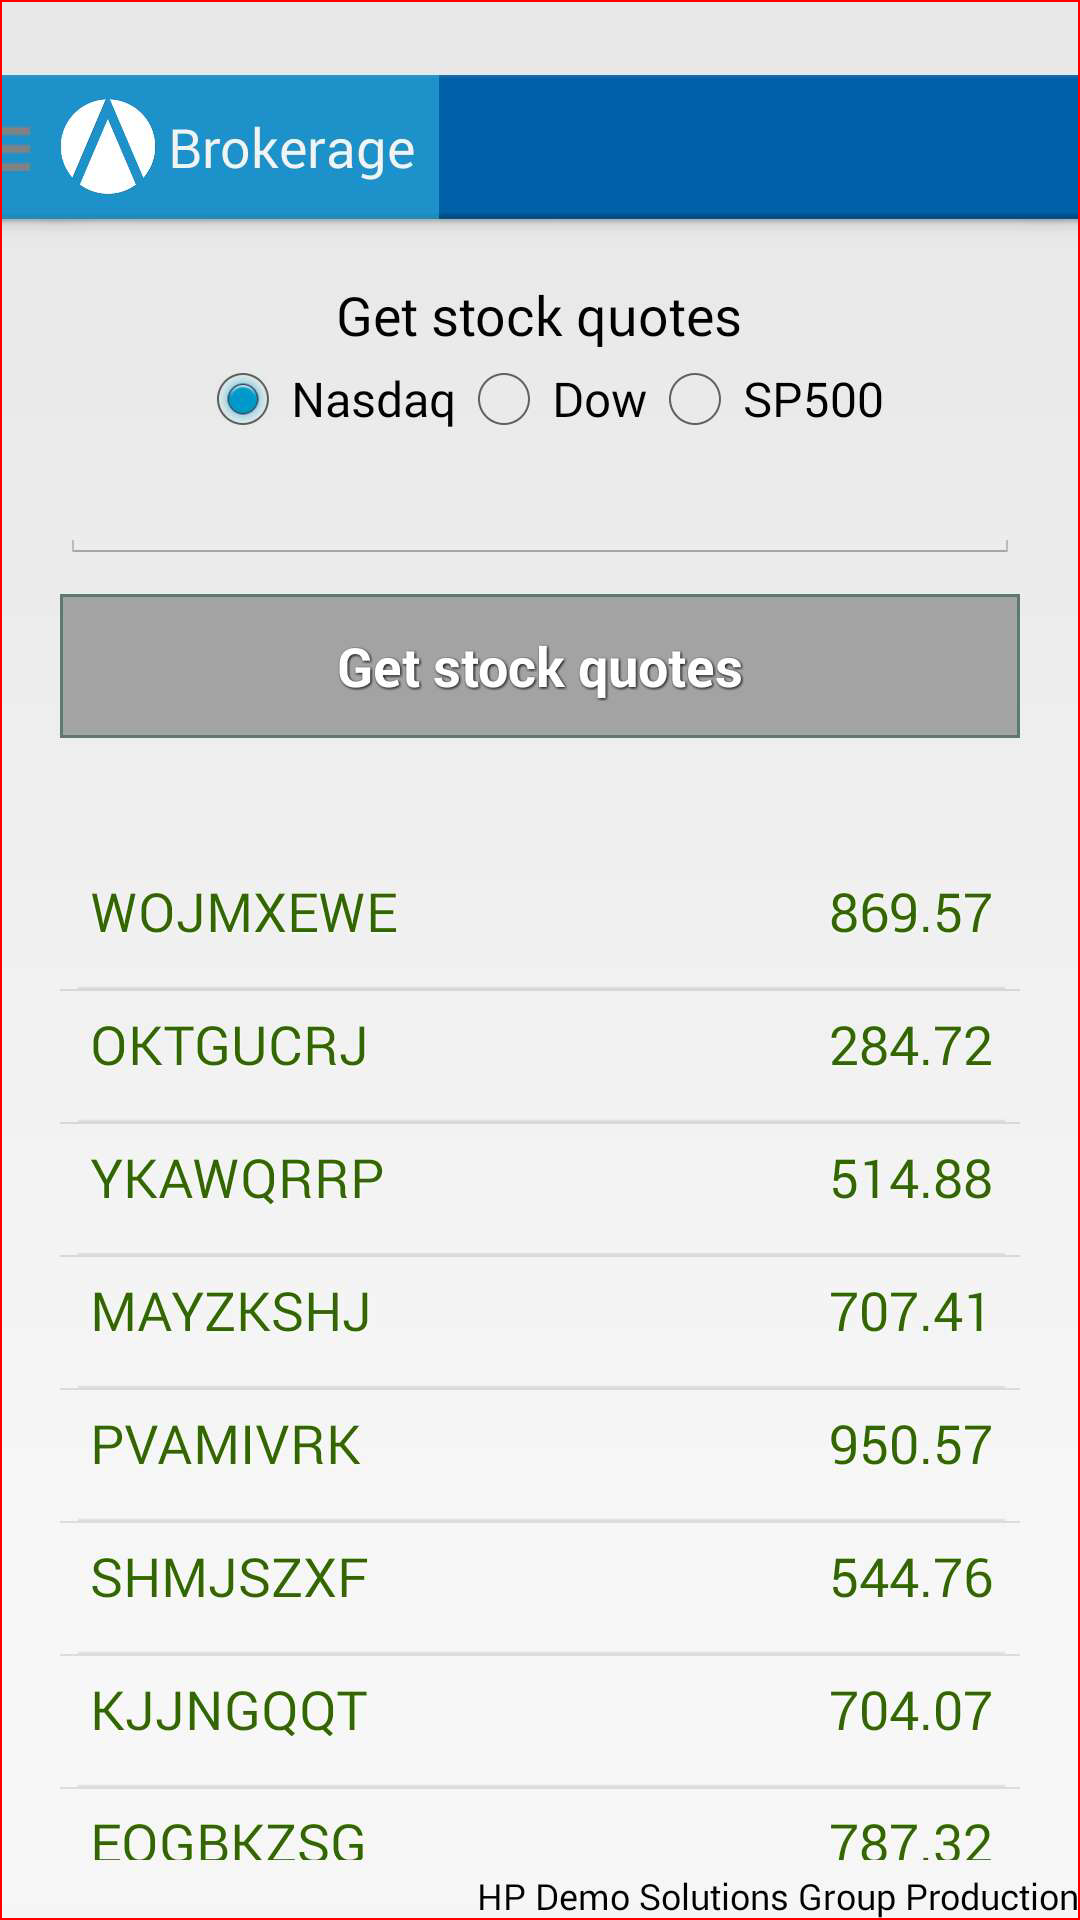 Brokerage
Get stock quotes
Nasdaq Dow SP500
Get stock quotes
WOJMXEWE 869.57
OKTGUCRJ 284.72
YKAWQRRP 514.88
MAYZKSHJ 707.41
PVAMIVRK 950.57
SHMJSZXF 544.76
KJJNGQQT 704.07
EOGBKZSG 787.32
HP Demo Solutions Group Production